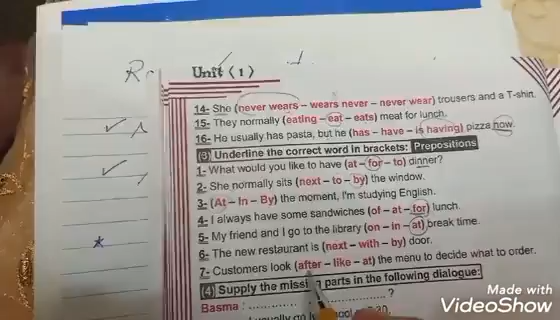 Unit (1)
14- She (never wears – wears never – never wear) trousers and a T-shirt.
15- They normally (eating – eat – eats) meat for lunch.
16- He usually has pasta, but he (has – have – is having) pizza now.
(3) Underline the correct word in brackets: Prepositions
1- What would you like to have (at – for – to) dinner?
2- She normally sits (next – to – by) the window.
3- (At – In – By) the moment, I'm studying English.
4- I always have some sandwiches (of – at – for) lunch.
5- My friend and I go to the library (on – in – at) break time.
6- The new restaurant is (next – with – by) door.
7- Customers look (after – like – at) the menu to decide what to order.
(4) Supply the missing parts in the following dialogue:
Basma : ............................ ?
Made with
VideoShow